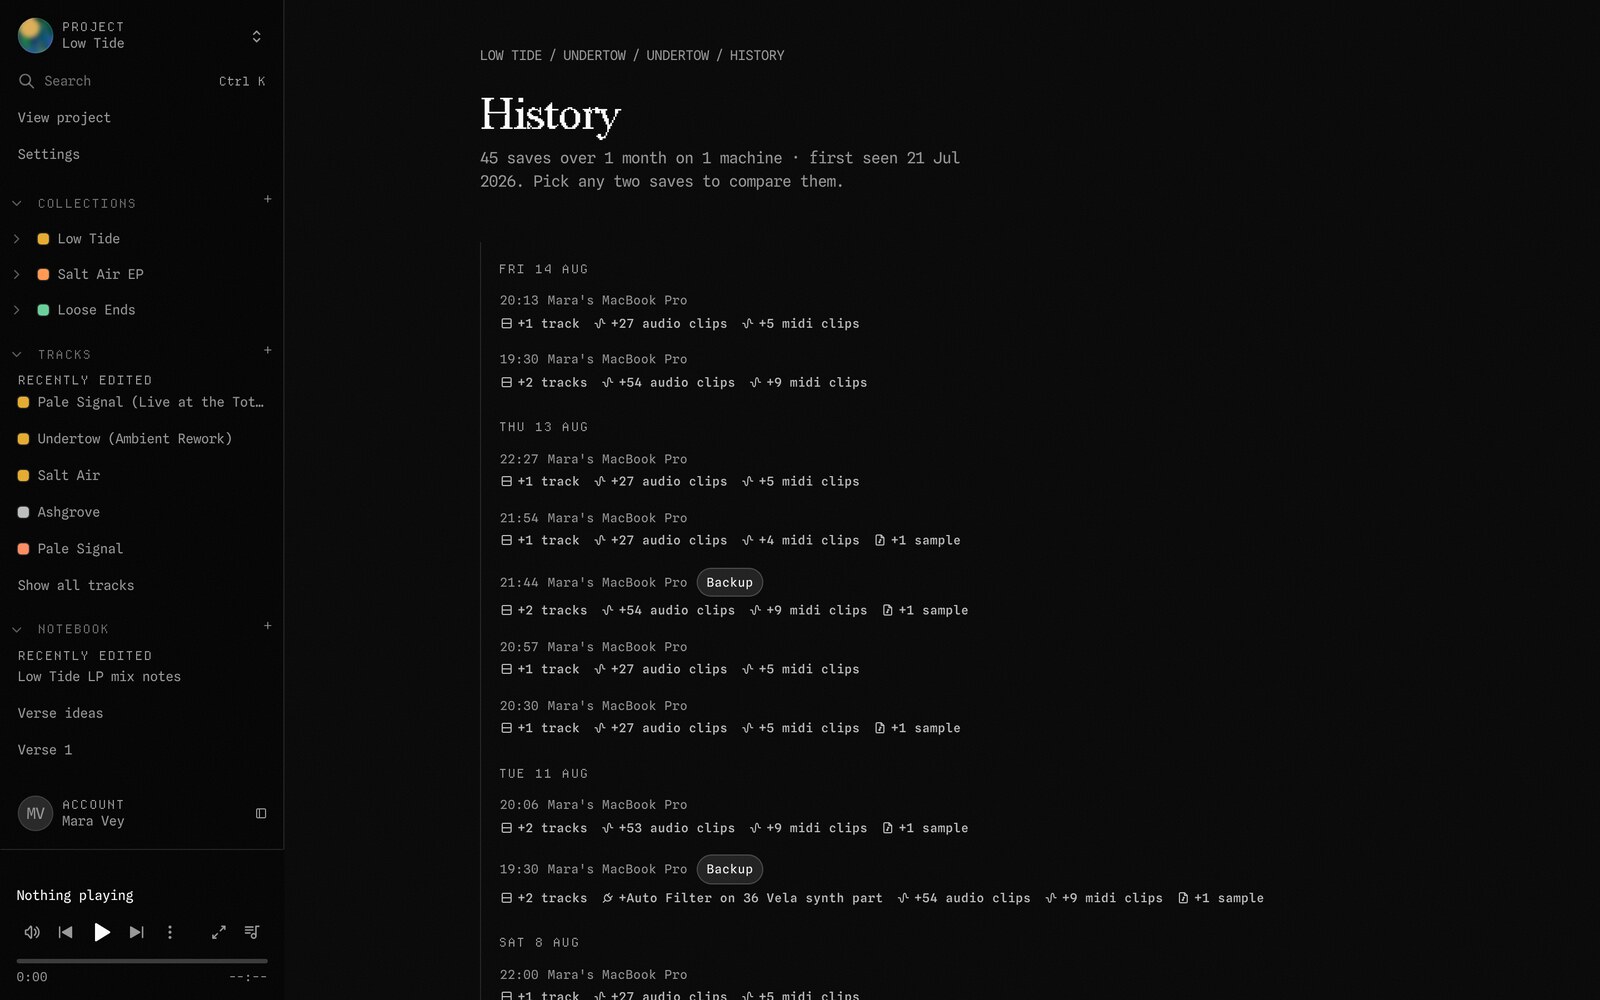 PROJECT
Low Tide
Search Ctrl K
View project
Settings
COLLECTIONS +
Low Tide
Salt Air EP
Loose Ends
TRACKS +
RECENTLY EDITED
Pale Signal (Live at the Tot…
Undertow (Ambient Rework)
Salt Air
Ashgrove
Pale Signal
Show all tracks
NOTEBOOK +
RECENTLY EDITED
Low Tide LP mix notes
Verse ideas
Verse 1
MV
ACCOUNT
Mara Vey
Nothing playing
0:00 --:--
LOW TIDE / UNDERTOW / UNDERTOW / HISTORY
History
45 saves over 1 month on 1 machine · first seen 21 Jul
2026. Pick any two saves to compare them.
FRI 14 AUG
20:13 Mara's MacBook Pro
+1 track +27 audio clips +5 midi clips
19:30 Mara's MacBook Pro
+2 tracks +54 audio clips +9 midi clips
THU 13 AUG
22:27 Mara's MacBook Pro
+1 track +27 audio clips +5 midi clips
21:54 Mara's MacBook Pro
+1 track +27 audio clips +4 midi clips +1 sample
21:44 Mara's MacBook Pro Backup
+2 tracks +54 audio clips +9 midi clips +1 sample
20:57 Mara's MacBook Pro
+1 track +27 audio clips +5 midi clips
20:30 Mara's MacBook Pro
+1 track +27 audio clips +5 midi clips +1 sample
TUE 11 AUG
20:06 Mara's MacBook Pro
+2 tracks +53 audio clips +9 midi clips +1 sample
19:30 Mara's MacBook Pro Backup
+2 tracks +Auto Filter on 36 Vela synth part +54 audio clips +9 midi clips +1 sample
SAT 8 AUG
22:00 Mara's MacBook Pro
+1 track +27 audio clips +5 midi clips